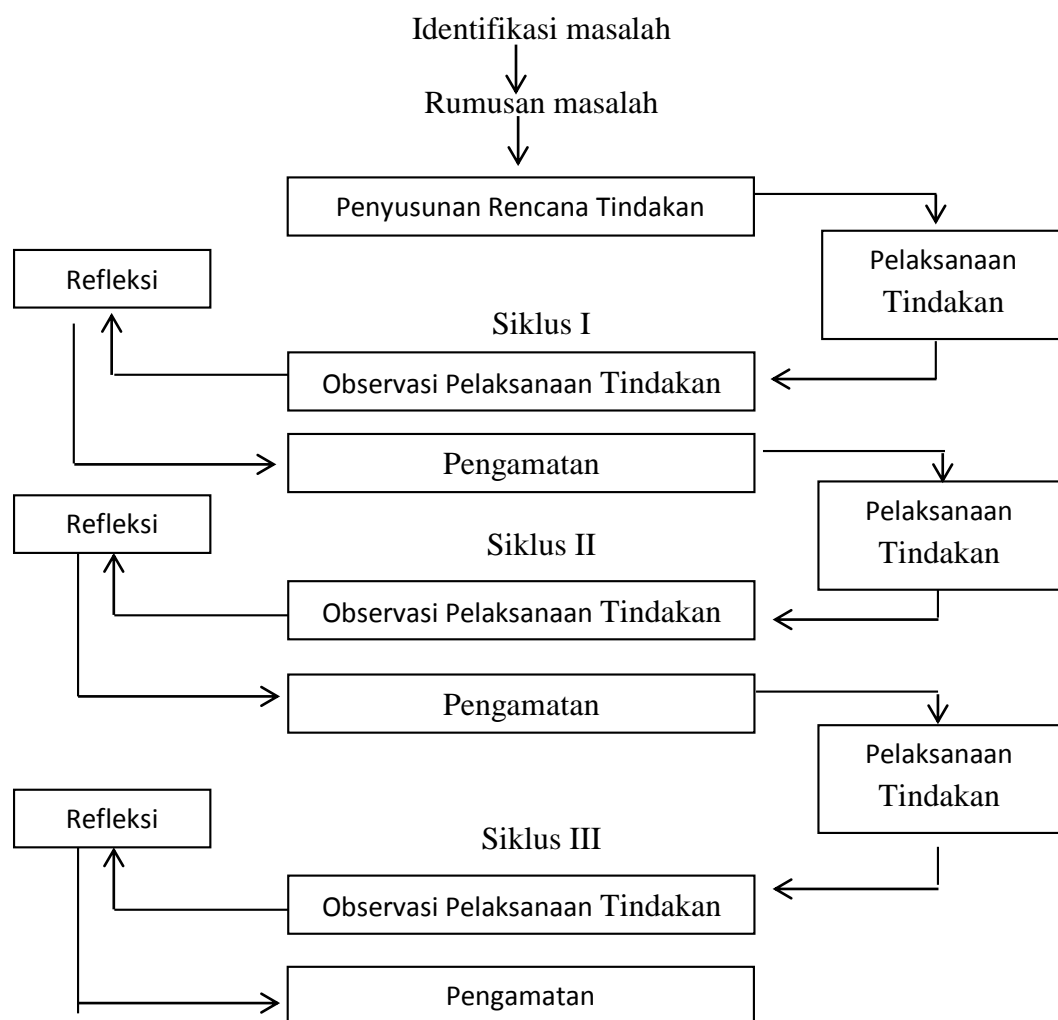 Identifikasi masalah
Rumusan masalah
Penyusunan Rencana Tindakan
Pelaksanaan
Tindakan
Refleksi
Siklus I
Observasi Pelaksanaan Tindakan
Pengamatan
Pelaksanaan
Tindakan
Refleksi
Siklus II
Observasi Pelaksanaan Tindakan
Pengamatan
Pelaksanaan
Tindakan
Refleksi
Siklus III
Observasi Pelaksanaan Tindakan
Pengamatan